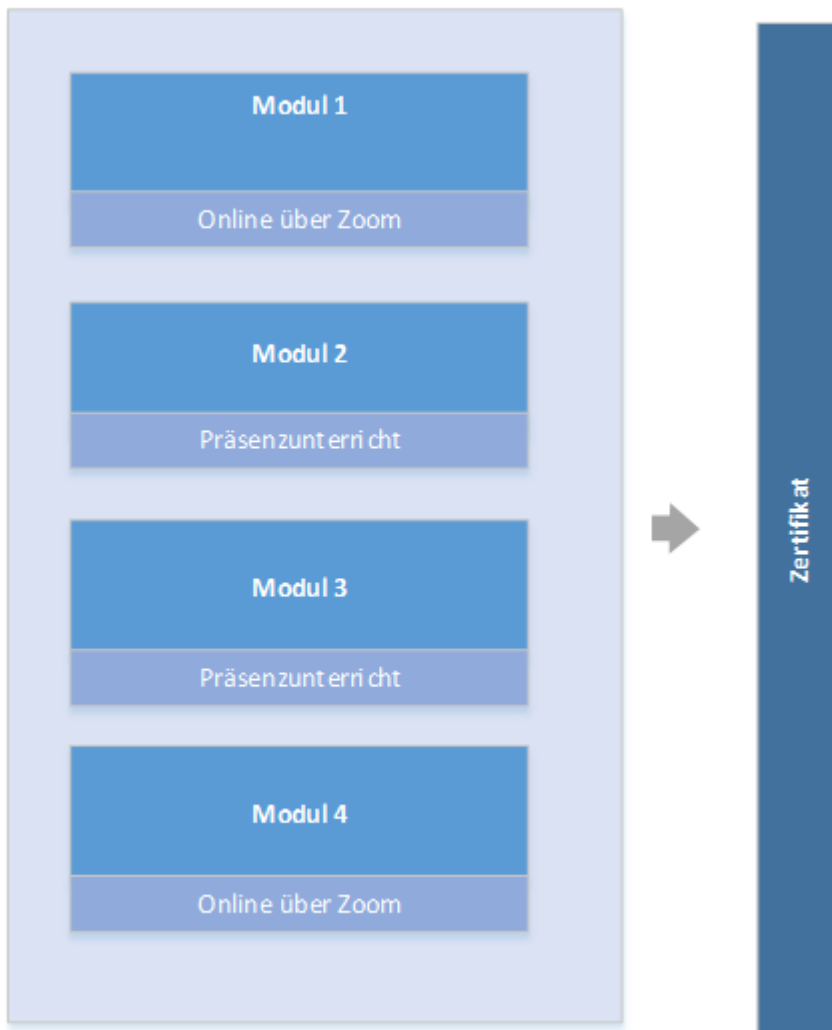 Modul 1
Online über Zoom
Modul 2
Präsenzunterricht
Modul 3
Präsenzunterricht
Modul 4
Online über Zoom
Zertifikat